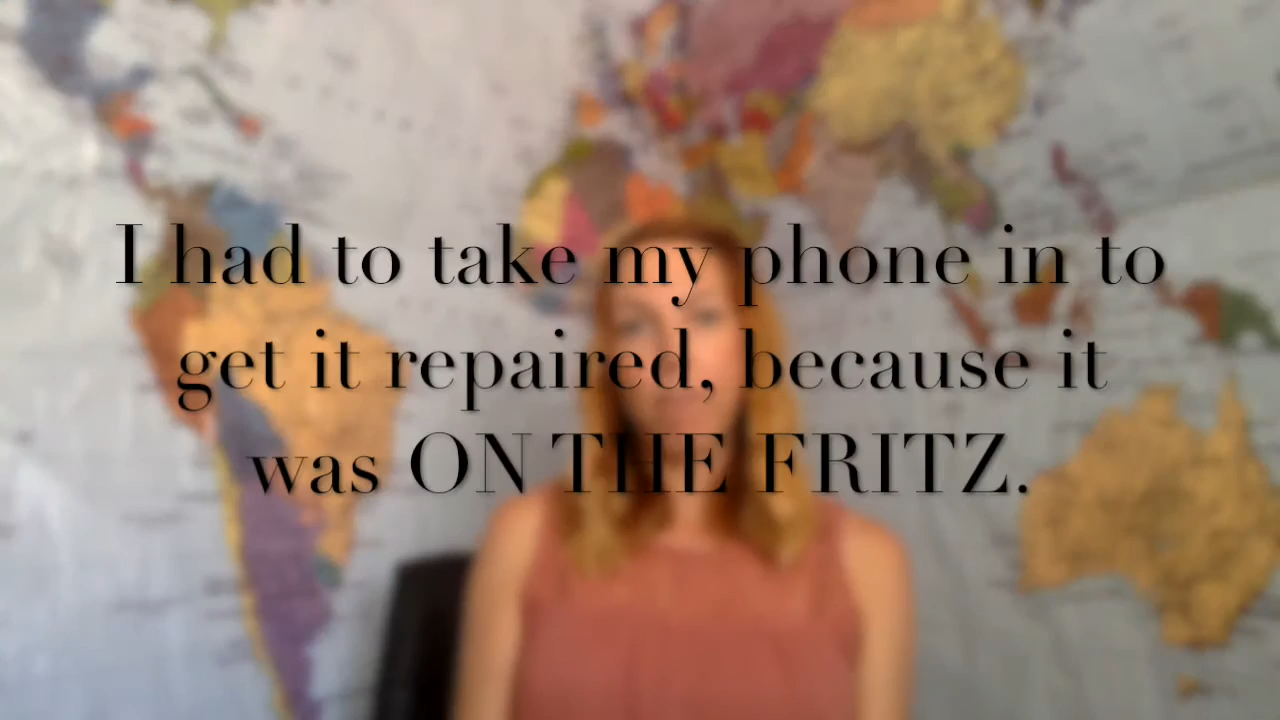 I had to take my phone in to
get it repaired, because it
was ON THE FRITZ.